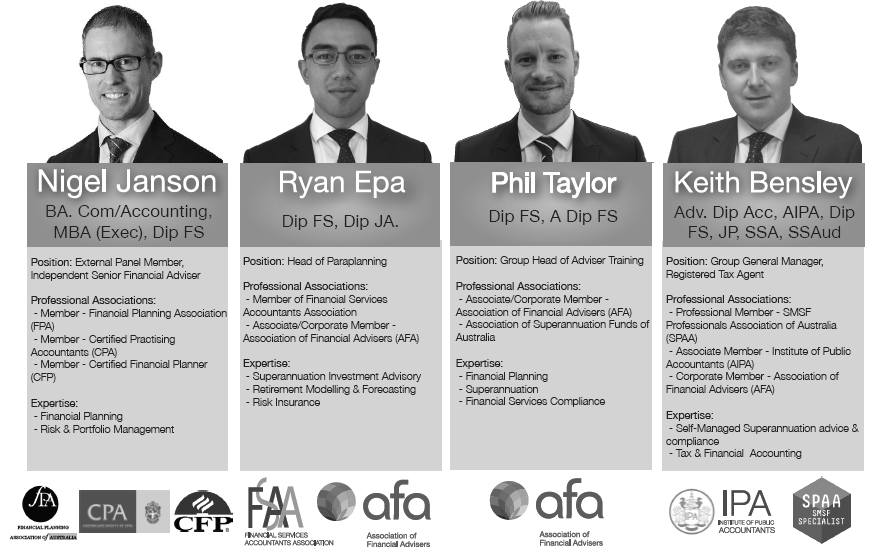 Nigel Janson
BA. Com/Accounting,
MBA (Exec), Dip FS
Position: External Panel Member,
Independent Senior Financial Adviser
Professional Associations:
- Member - Financial Planning Association
(FPA)
- Member - Certified Practising
Accountants (CPA)
- Member - Certified Financial Planner
(CFP)
Expertise:
- Financial Planning
- Risk & Portfolio Management
Ryan Epa
Dip FS, Dip JA.
Position: Head of Paraplanning
Professional Associations:
- Member of Financial Services
Accountants Association
- Associate/Corporate Member -
Association of Financial Advisers (AFA)
Expertise:
- Superannuation Investment Advisory
- Retirement Modelling & Forecasting
- Risk Insurance
Phil Taylor
Dip FS, A Dip FS
Position: Group Head of Adviser Training
Professional Associations:
- Associate/Corporate Member -
Association of Financial Advisers (AFA)
- Association of Superannuation Funds of
Australia
Expertise:
- Financial Planning
- Superannuation
- Financial Services Compliance
Keith Bensley
Adv. Dip Acc, AIPA, Dip
FS, JP, SSA, SSAud
Position: Group General Manager,
Registered Tax Agent
Professional Associations:
- Professional Member - SMSF
Professionals Association of Australia
(SPAA)
- Associate Member - Institute of Public
Accountants (AIPA)
- Corporate Member - Association of
Financial Advisers (AFA)
Expertise:
- Self-Managed Superannuation advice &
compliance
- Tax & Financial Accounting
FPA
FINANCIAL PLANNING
ASSOCIATION of AUSTRALIA
CPA
CFP
FSAA
FINANCIAL SERVICES
ACCOUNTANTS ASSOCIATION
afa
Association of
Financial Advisers
afa
Association of
Financial Advisers
IPA
INSTITUTE OF PUBLIC
ACCOUNTANTS
SPAA
SMSF
SPECIALIST